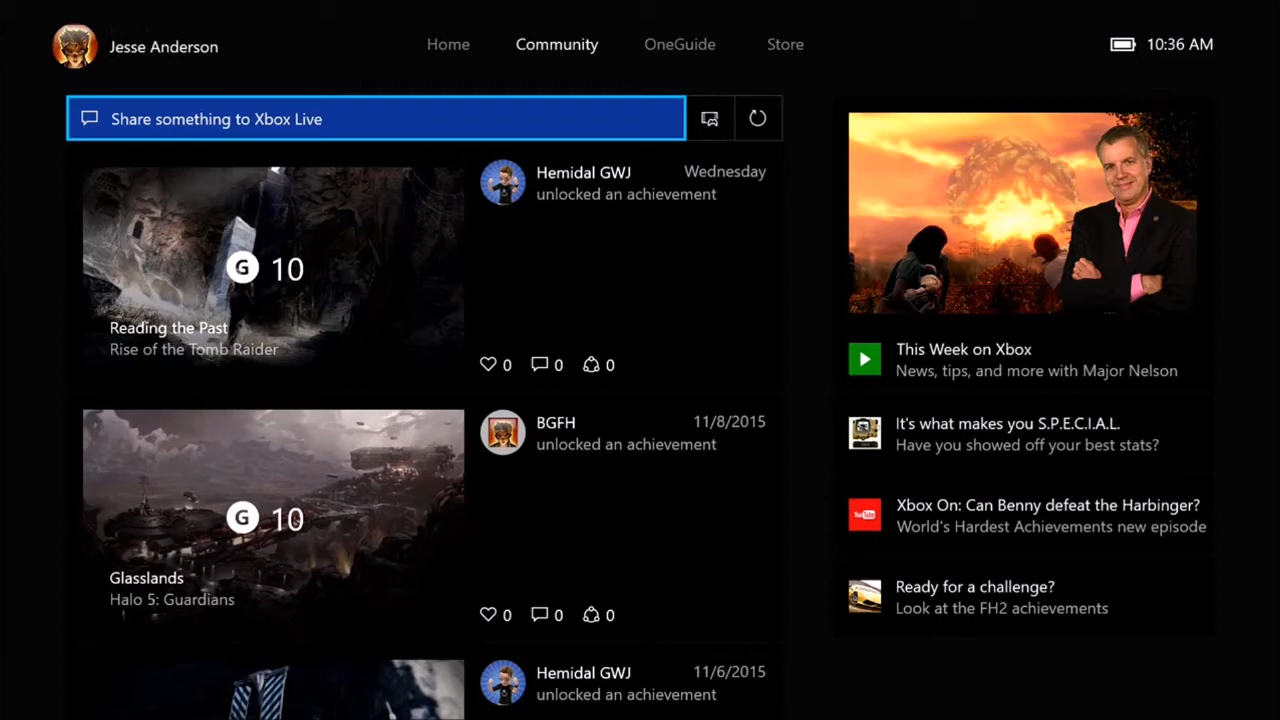 Jesse Anderson
Home
Community
OneGuide
Store
10:36 AM
Share something to Xbox Live
G 10
Reading the Past
Rise of the Tomb Raider
Hemidal GWJ
Wednesday
unlocked an achievement
0
0
0
G 10
Glasslands
Halo 5: Guardians
BGFH
11/8/2015
unlocked an achievement
0
0
0
Hemidal GWJ
11/6/2015
unlocked an achievement
This Week on Xbox
News, tips, and more with Major Nelson
It's what makes you S.P.E.C.I.A.L.
Have you showed off your best stats?
YouTube
Xbox On: Can Benny defeat the Harbinger?
World's Hardest Achievements new episode
Ready for a challenge?
Look at the FH2 achievements